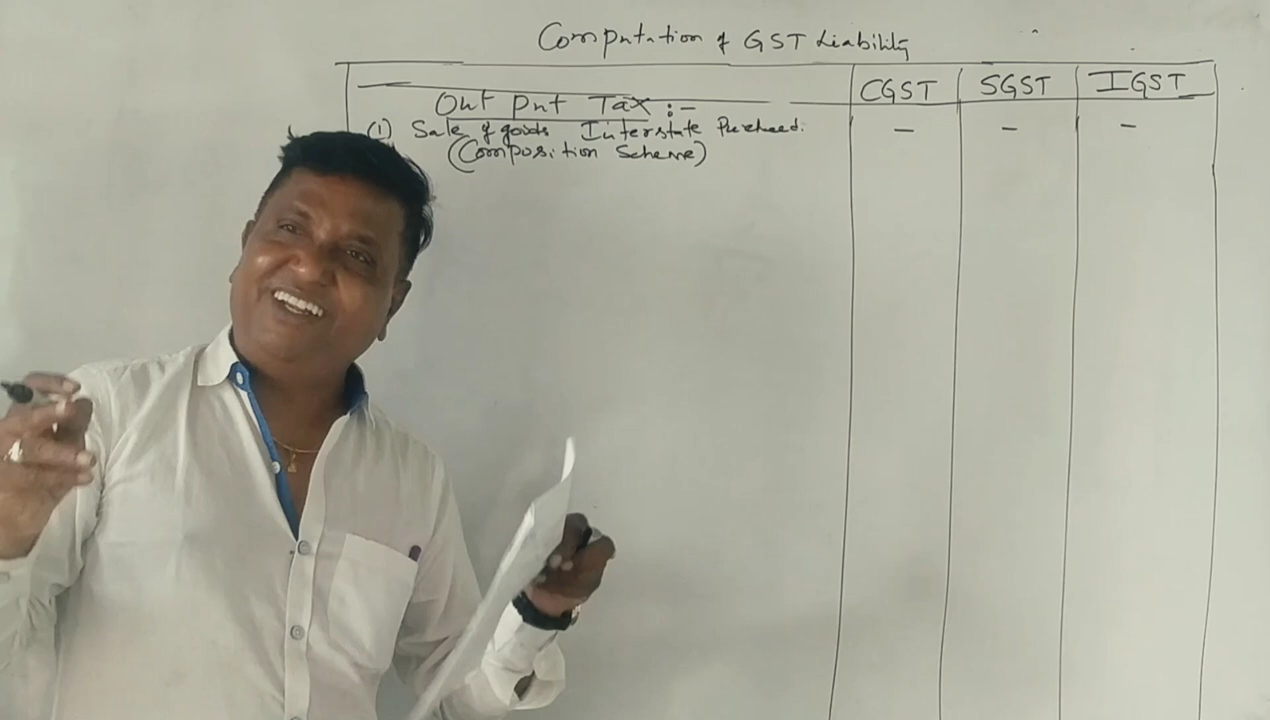 Computation of GST Liability
CGST SGST IGST
Out Put Tax :-
(1) Sale of goods Interstate Purchased. - - -
(Composition Scheme)